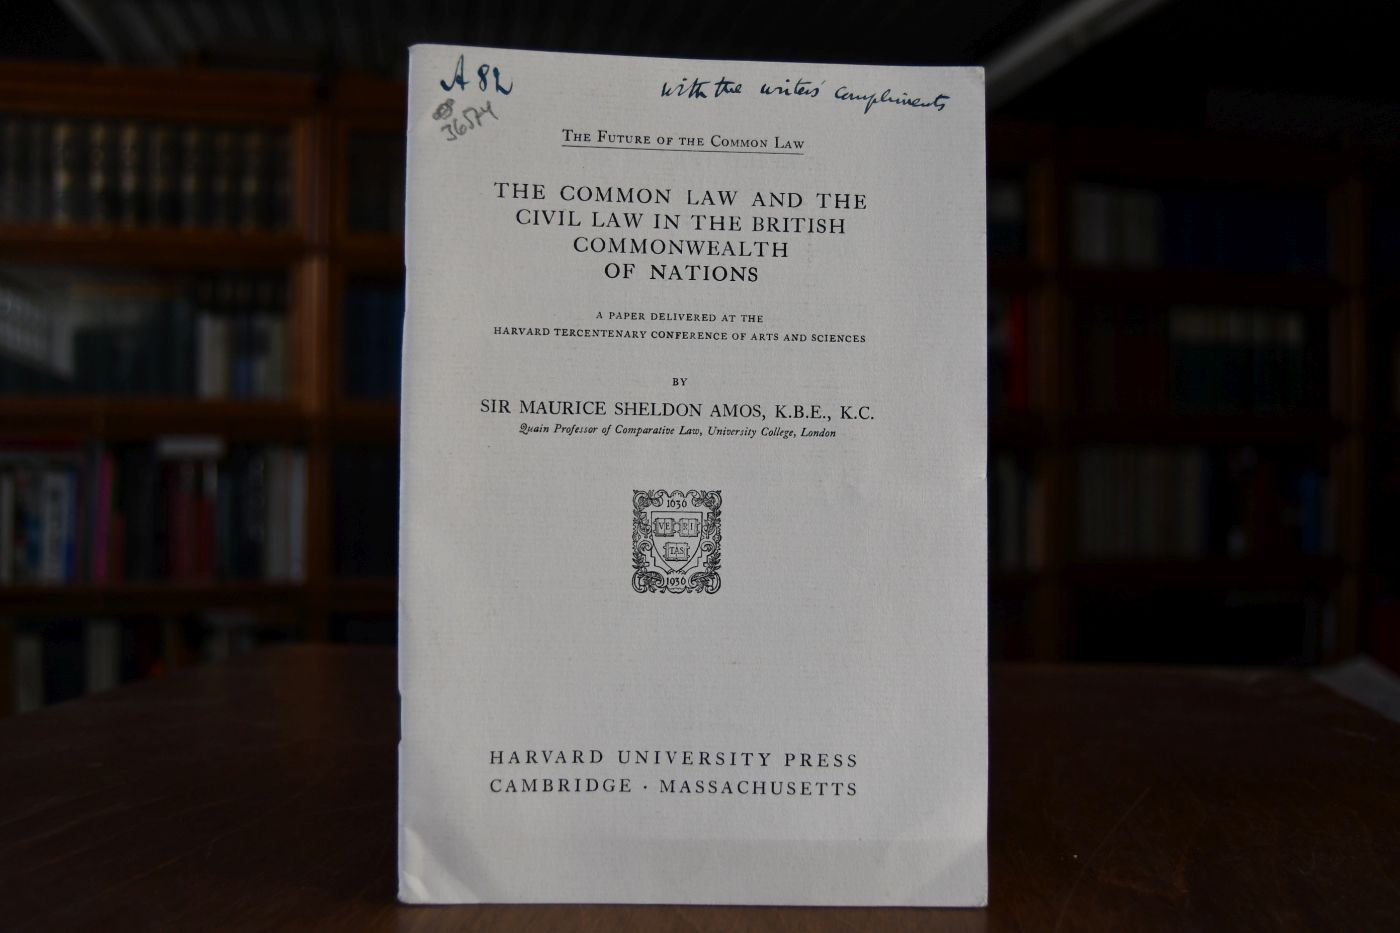 A 82
with the writer's compliments
36574
The Future of the Common Law
THE COMMON LAW AND THE
CIVIL LAW IN THE BRITISH
COMMONWEALTH
OF NATIONS
A PAPER DELIVERED AT THE
HARVARD TERCENTENARY CONFERENCE OF ARTS AND SCIENCES
BY
SIR MAURICE SHELDON AMOS, K.B.E., K.C.
Quain Professor of Comparative Law, University College, London
1636
VE RI
TAS
1936
HARVARD UNIVERSITY PRESS
CAMBRIDGE · MASSACHUSETTS